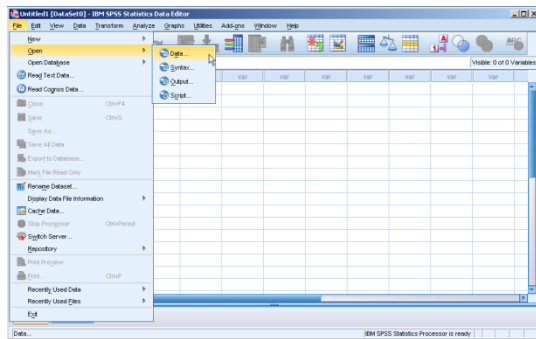 *Untitled1 [DataSet0] - IBM SPSS Statistics Data Editor
File Edit View Data Transform Analyze Graphs Utilities Add-ons Window Help
New
Open
Open Database
Read Text Data...
Read Cognos Data...
Close Ctrl+F4
Save Ctrl+S
Save As...
Save All Data
Export to Database...
Mark File Read Only
Rename Dataset...
Display Data File Information
Cache Data...
Stop Processor Ctrl+Period
Switch Server...
Repository
Print Preview
Print... Ctrl+P
Recently Used Data
Recently Used Files
Exit
Data...
Syntax...
Output...
Script...
Visible: 0 of 0 Variables
var var var var var var var
Data...
IBM SPSS Statistics Processor is ready